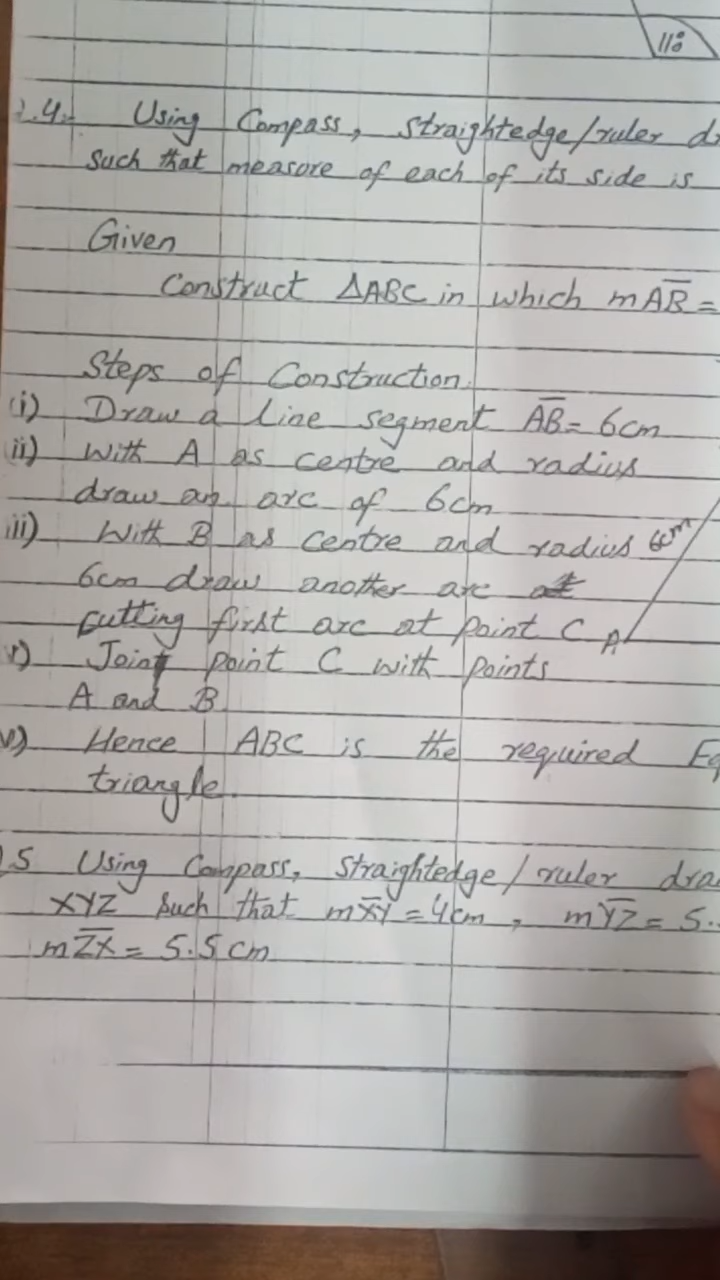 110
4. Using Compass, Straightedge/ruler
such that measure of each of its side is
Given
Construct ΔABC in which mAB =
Steps of Construction.
(i) Draw a line segment AB = 6cm
ii) With A as centre and radius
draw an arc of 6cm
iii) With B as centre and radius
6cm
6cm draw another arc at
cutting first arc at point C
A
v) Joint point C with points
A and B.
v) Hence ABC is the required
triangle.
5 Using Compass, Straightedge/ruler
XYZ such that mXY = 4cm, mYZ = 5.
mZX = 5.5 cm